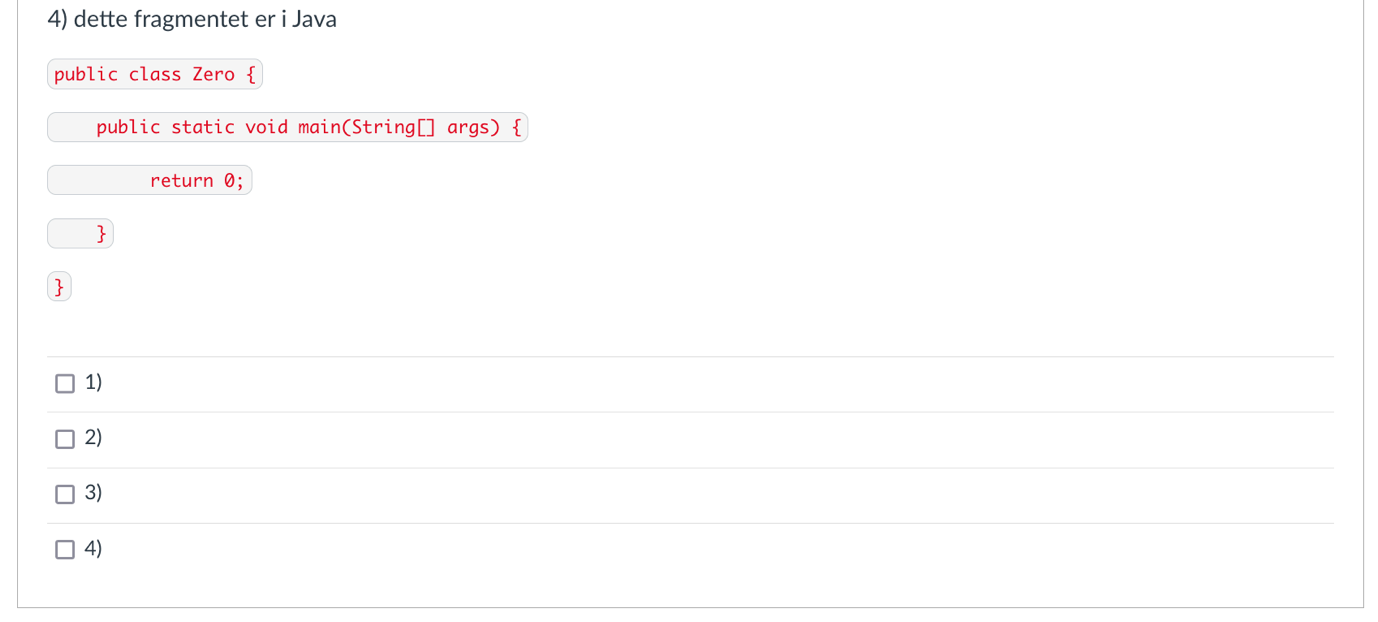 4) dette fragmentet er i Java
public class Zero {
    public static void main(String[] args) {
         return 0;
    }
}
1)
2)
3)
4)